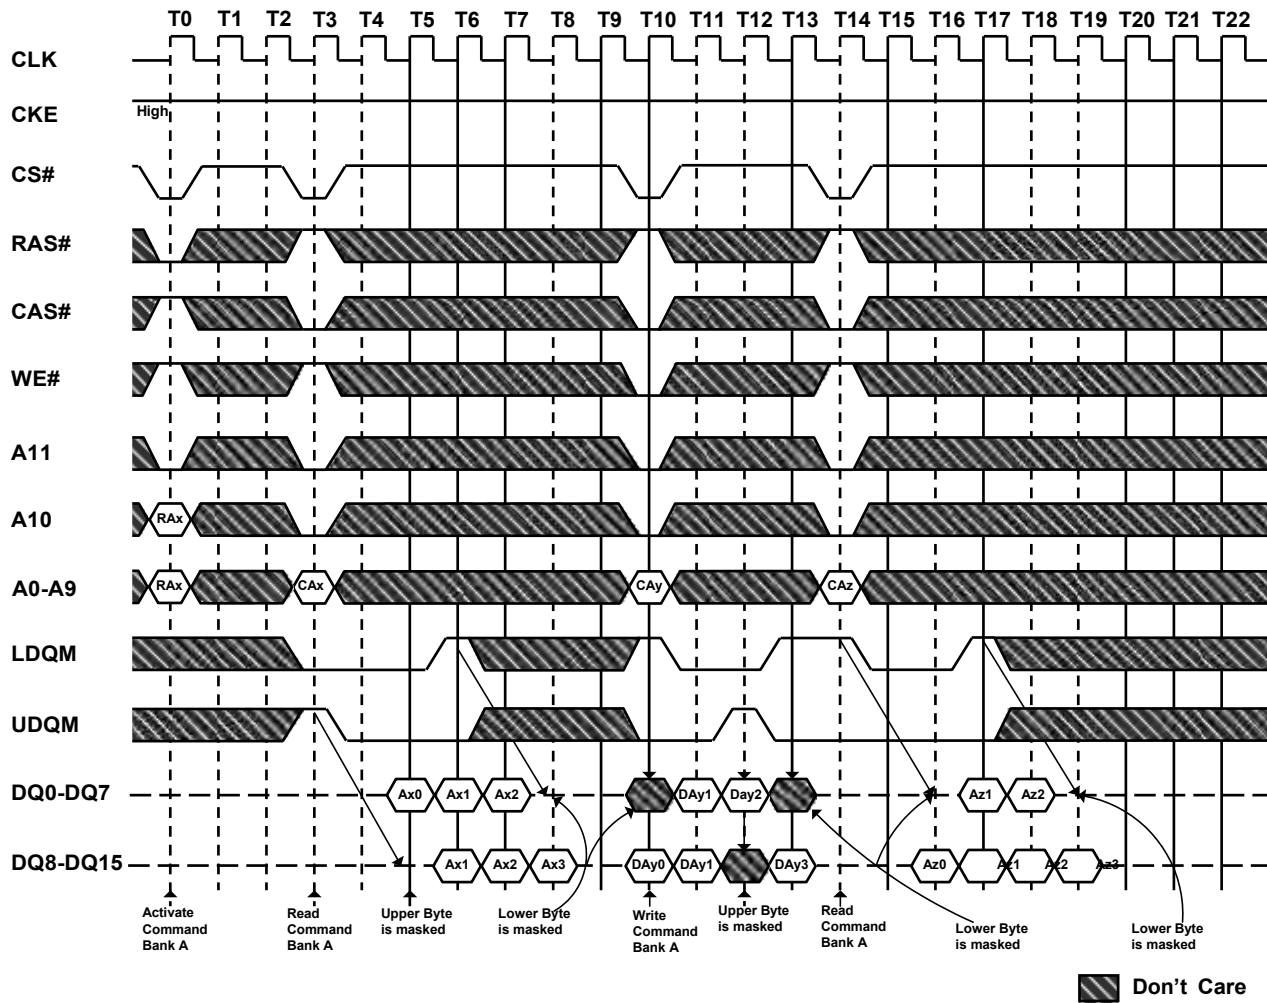 T0 T1 T2 T3 T4 T5 T6 T7 T8 T9 T10 T11 T12 T13 T14 T15 T16 T17 T18 T19 T20 T21 T22
CLK
CKE High
CS#
RAS#
CAS#
WE#
A11
A10 RAx
A0-A9 RAx CAx CAy CAz
LDQM
UDQM
DQ0-DQ7 Ax0 Ax1 Ax2 DAy1 Day2 Az1 Az2
DQ8-DQ15 Ax1 Ax2 Ax3 DAy0 DAy1 DAy3 Az0 Az1 Az2 Az3
Activate
Command
Bank A
Read
Command
Bank A
Upper Byte
is masked
Lower Byte
is masked
Write
Command
Bank A
Upper Byte
is masked
Read
Command
Bank A
Lower Byte
is masked
Lower Byte
is masked
Don't Care